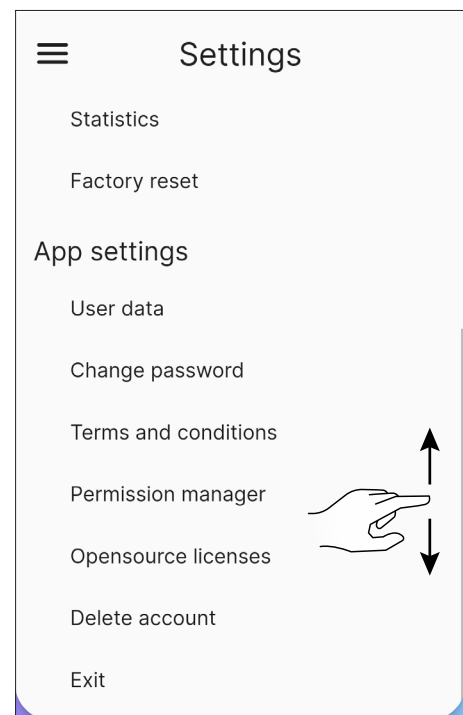 Settings
Statistics
Factory reset
App settings
User data
Change password
Terms and conditions
Permission manager
Opensource licenses
Delete account
Exit